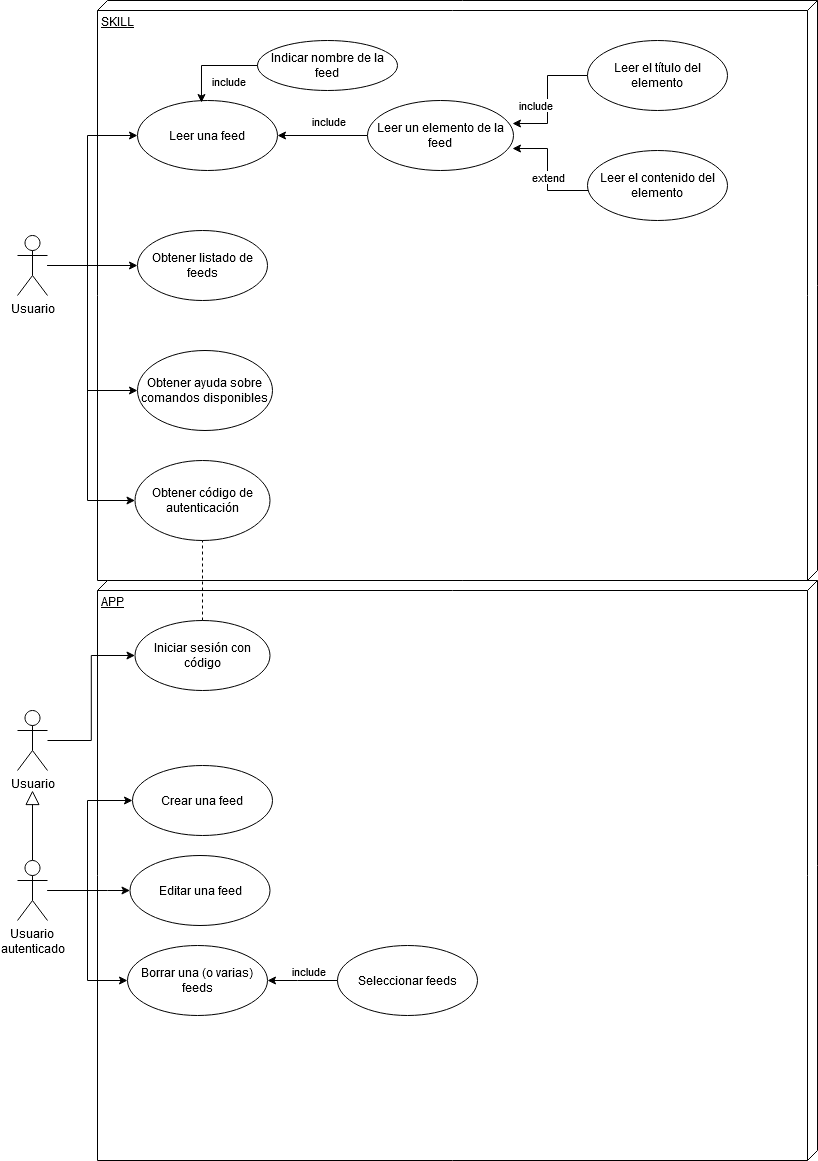 SKILL
Indicar nombre de la
feed
include
Leer el título del
elemento
include
include
Leer una feed
Leer un elemento de la
feed
extend
Leer el contenido del
elemento
Obtener listado de
feeds
Usuario
Obtener ayuda sobre
comandos disponibles
Obtener código de
autenticación
APP
Iniciar sesión con
código
Usuario
Crear una feed
Editar una feed
Usuario
autenticado
Borrar una (o varias)
feeds
include
Seleccionar feeds